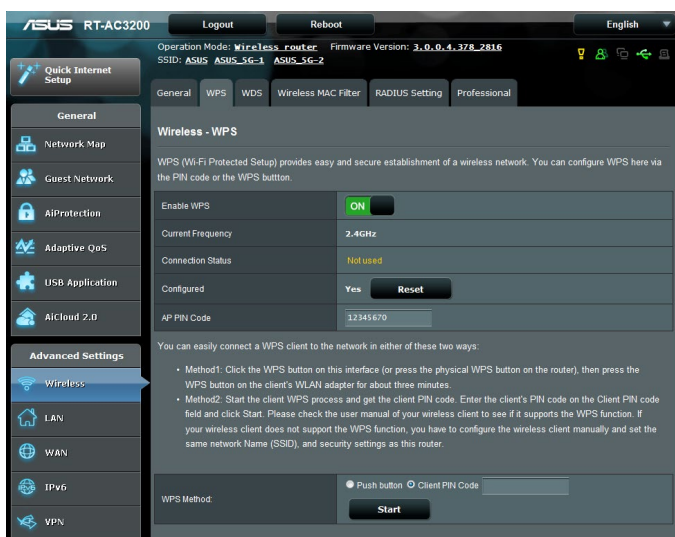 ASUS RT-AC3200 Logout Reboot English
Operation Mode: Wireless router Firmware Version: 3.0.0.4.378_2816
SSID: ASUS ASUS_5G-1 ASUS_5G-2
Quick Internet
Setup
General
Network Map
Guest Network
AiProtection
Adaptive QoS
USB Application
AiCloud 2.0
Advanced Settings
Wireless
LAN
WAN
IPv6
VPN
General WPS WDS Wireless MAC Filter RADIUS Setting Professional
Wireless - WPS
WPS (Wi-Fi Protected Setup) provides easy and secure establishment of a wireless network. You can configure WPS here via
the PIN code or the WPS buttton.
Enable WPS ON
Current Frequency 2.4GHz
Connection Status Not used
Configured Yes Reset
AP PIN Code 12345670
You can easily connect a WPS client to the network in either of these two ways:
• Method1: Click the WPS button on this interface (or press the physical WPS button on the router), then press the
WPS button on the client's WLAN adapter for about three minutes.
• Method2: Start the client WPS process and get the client PIN code. Enter the client's PIN code on the Client PIN code
field and click Start. Please check the user manual of your wireless client to see if it supports the WPS function. If
your wireless client does not support the WPS function, you have to configure the wireless client manually and set the
same network Name (SSID), and security settings as this router.
WPS Method: Push button Client PIN Code
Start